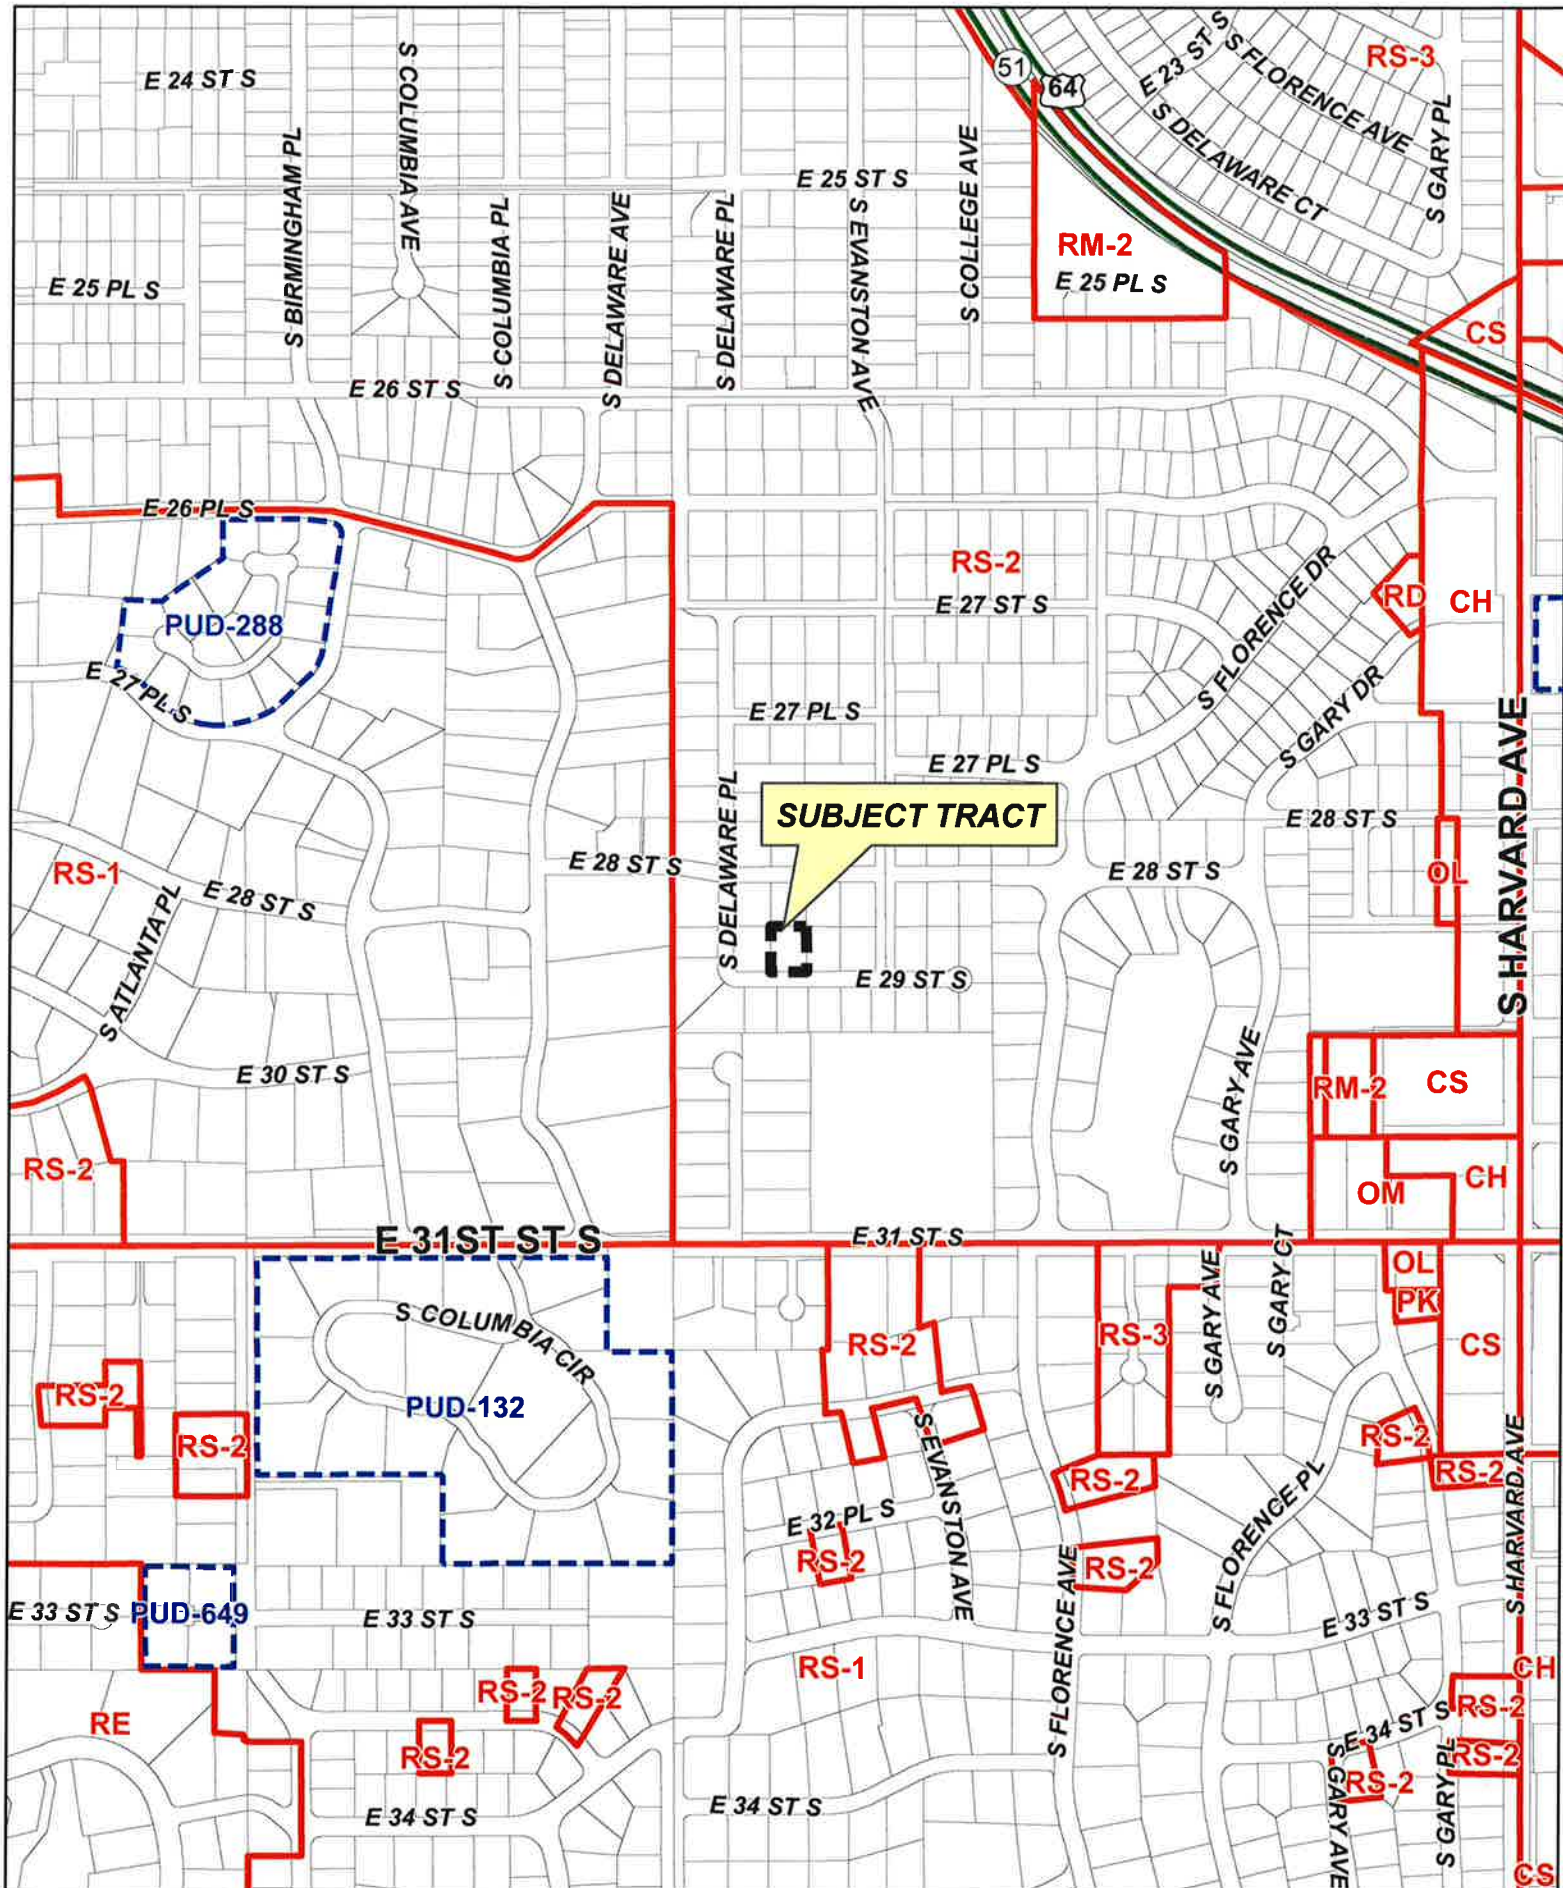 E 24 ST S
S COLUMBIA AVE
51
64
E 23 ST S
S FLORENCE AVE
RS-3
S DELAWARE CT
S GARY PL
S BIRMINGHAM PL
E 25 ST S
S COLLEGE AVE
S COLUMBIA PL
S DELAWARE AVE
S DELAWARE PL
S EVANSTON AVE
RM-2
E 25 PL S
E 25 PL S
CS
E 26 ST S
E 26 PL S
PUD-288
RS-2
E 27 ST S
RD
CH
S FLORENCE DR
S GARY DR
E 27 PL S
E 27 PL S
E 27 PL S
S HARVARD AVE
SUBJECT TRACT
S DELAWARE PL
E 28 ST S
RS-1
E 28 ST S
E 28 ST S
E 28 ST S
OL
S ATLANTA PL
E 29 ST S
E 30 ST S
S GARY AVE
RM-2
CS
RS-2
OM
CH
E 31ST ST S
E 31 ST S
S GARY AVE
S GARY CT
OL
PK
S COLUMBIA CIR
RS-2
RS-3
CS
RS-2
PUD-132
RS-2
S EVANSTON AVE
RS-2
RS-2
RS-2
S HARVARD AVE
E 32 PL S
RS-2
RS-2
S FLORENCE PL
S FLORENCE AVE
E 33 ST S
PUD-649
E 33 ST S
E 33 ST S
RS-1
CH
RE
RS-2
RS-2
RS-2
RS-2
E 34 ST S
RS-2
RS-2
S GARY AVE
S GARY PL
E 34 ST S
E 34 ST S
CS